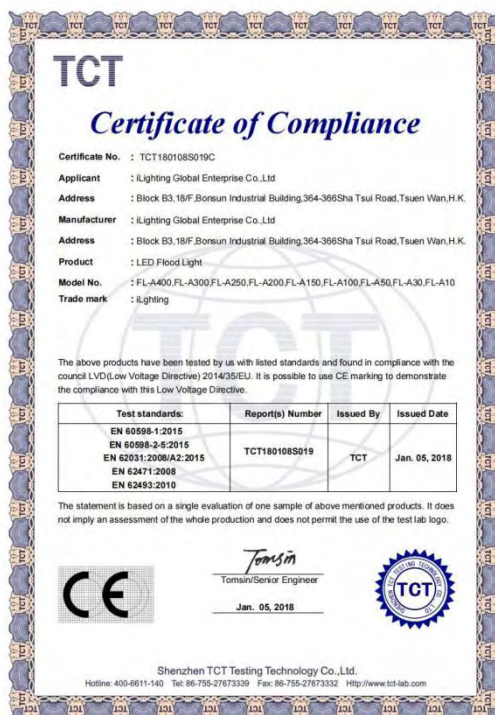 TCT
Certificate of Compliance
Certificate No. : TCT180108S019C
Applicant : iLighting Global Enterprise Co.,Ltd
Address : Block B3,18/F,Bonsun Industrial Building,364-366Sha Tsui Road,Tsuen Wan,H.K.
Manufacturer : iLighting Global Enterprise Co.,Ltd
Address : Block B3,18/F,Bonsun Industrial Building,364-366Sha Tsui Road,Tsuen Wan,H.K.
Product : LED Flood Light
Model No. : FL-A400,FL-A300,FL-A250,FL-A200,FL-A150,FL-A100,FL-A50,FL-A30,FL-A10
Trade mark : iLghting
TCT
The above products have been tested by us with listed standards and found in compliance with the
council LVD(Low Voltage Directive) 2014/35/EU. It is possible to use CE marking to demonstrate
the compliance with this Low Voltage Directive.
Test standards: Report(s) Number Issued By Issued Date
EN 60598-1:2015
EN 60598-2-5:2015
EN 62031:2008/A2:2015
EN 62471:2008
EN 62493:2010
TCT180108S019 TCT Jan. 05, 2018
The statement is based on a single evaluation of one sample of above mentioned products. It does
not imply an assessment of the whole production and does not permit the use of the test lab logo.
CE
Tomsin
Tomsin/Senior Engineer
Jan. 05, 2018
SHENZHEN TCT TESTING TECHNOLOGY CO., LTD
TCT
Shenzhen TCT Testing Technology Co.,Ltd.
Hotline: 400-6611-140 Tel: 86-755-27673339 Fax: 86-755-27673332 Http://www.tct-lab.com